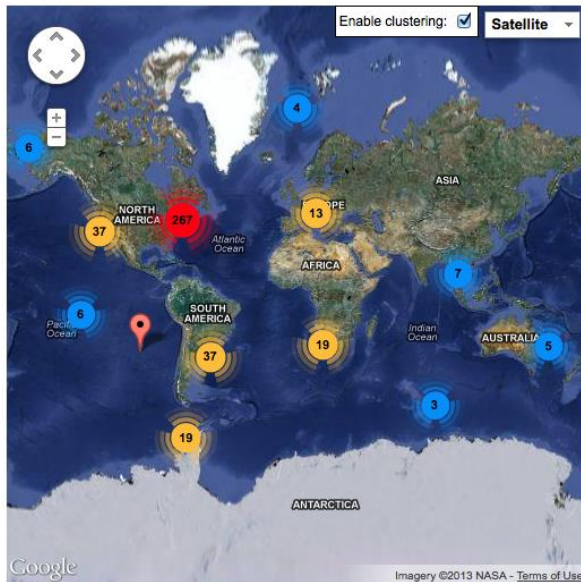 Enable clustering:
Satellite
4
6
ASIA
NORTH
AMERICA
267
EUROPE
13
37
Atlantic
Ocean
AFRICA
7
6
Pacific
Ocean
SOUTH
AMERICA
Indian
Ocean
AUSTRALIA
19
5
37
3
19
ANTARCTICA
Google
Imagery ©2013 NASA - Terms of Use